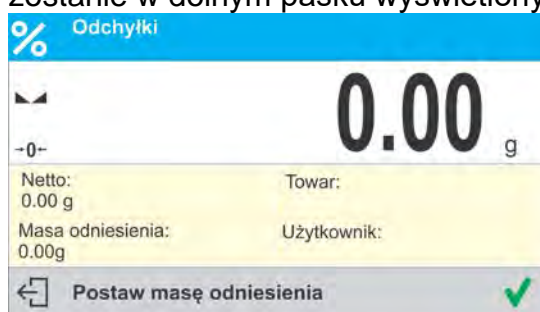 zostanie w dolnym pasku wyświetlony
% Odchyłki
0.00 g
→0←
Netto: Towar:
0.00 g
Masa odniesienia: Użytkownik:
0.00g
Postaw masę odniesienia